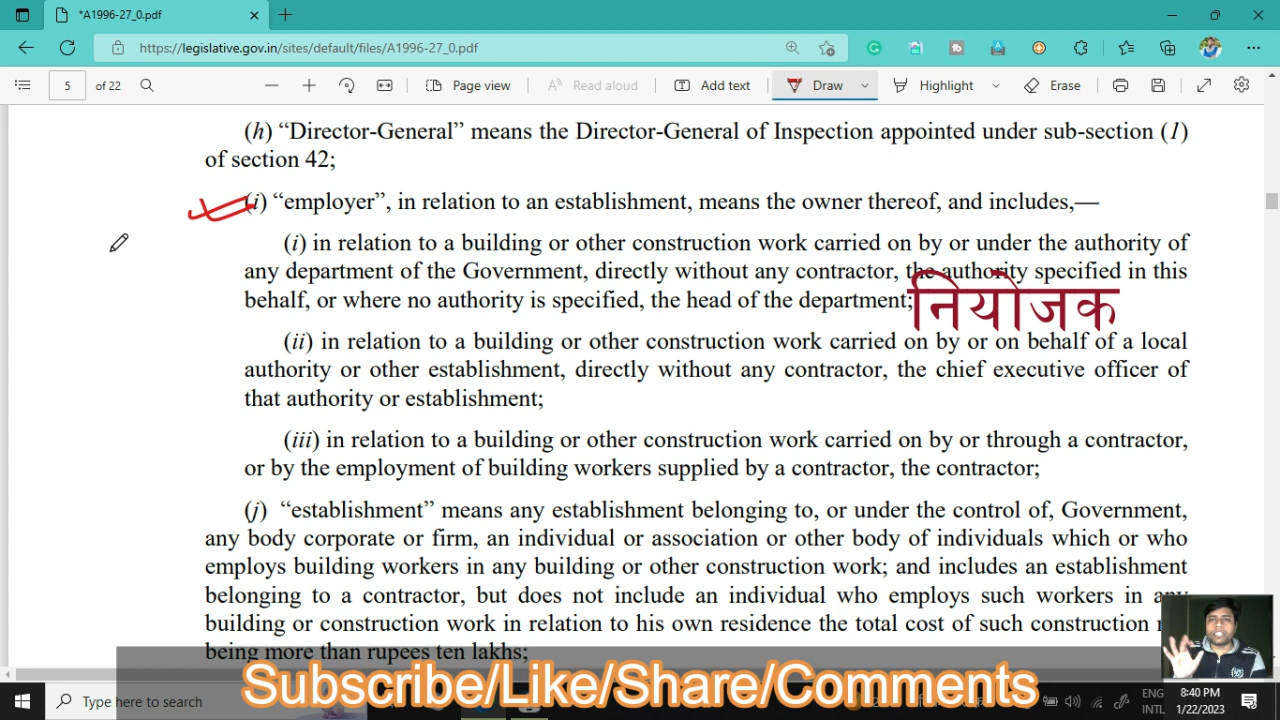 *A1996-27_0.pdf
https://legislative.gov.in/sites/default/files/A1996-27_0.pdf
5 of 22 Page view Read aloud Add text Draw Highlight Erase
(h) “Director-General” means the Director-General of Inspection appointed under sub-section (1)
of section 42;
(i) “employer”, in relation to an establishment, means the owner thereof, and includes,—
(i) in relation to a building or other construction work carried on by or under the authority of
any department of the Government, directly without any contractor, the authority specified in this
behalf, or where no authority is specified, the head of the department;
नियोजक
(ii) in relation to a building or other construction work carried on by or on behalf of a local
authority or other establishment, directly without any contractor, the chief executive officer of
that authority or establishment;
(iii) in relation to a building or other construction work carried on by or through a contractor,
or by the employment of building workers supplied by a contractor, the contractor;
(j) “establishment” means any establishment belonging to, or under the control of, Government,
any body corporate or firm, an individual or association or other body of individuals which or who
employs building workers in any building or other construction work; and includes an establishment
belonging to a contractor, but does not include an individual who employs such workers in any
building or construction work in relation to his own residence the total cost of such construction
being more than rupees ten lakhs;
Subscribe/Like/Share/Comments
Type here to search
ENG
INTL
8:40 PM
1/22/2023